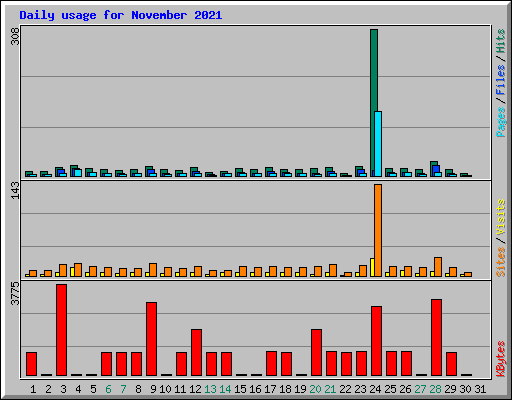 Daily usage for November 2021
308
Pages / Files / Hits
143
Sites / Visits
3775
KBytes
1 2 3 4 5 6 7 8 9 10 11 12 13 14 15 16 17 18 19 20 21 22 23 24 25 26 27 28 29 30 31